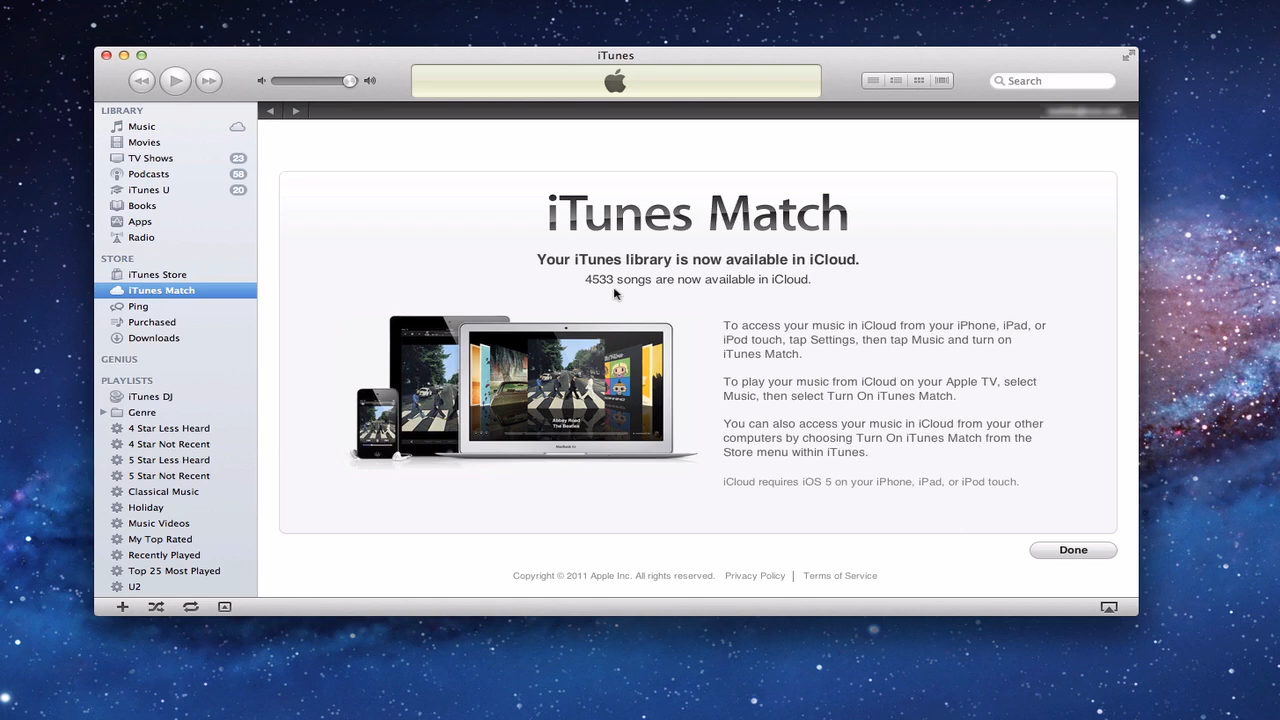 iTunes
Search
LIBRARY
Music
Movies
TV Shows 23
Podcasts 58
iTunes U 20
Books
Apps
Radio
STORE
iTunes Store
iTunes Match
Ping
Purchased
Downloads
GENIUS
PLAYLISTS
iTunes DJ
Genre
4 Star Less Heard
4 Star Not Recent
5 Star Less Heard
5 Star Not Recent
Classical Music
Holiday
Music Videos
My Top Rated
Recently Played
Top 25 Most Played
U2
iTunes Match
Your iTunes library is now available in iCloud.
4533 songs are now available in iCloud.
Abbey Road
The Beatles
MacBook Air
To access your music in iCloud from your iPhone, iPad, or
iPod touch, tap Settings, then tap Music and turn on
iTunes Match.
To play your music from iCloud on your Apple TV, select
Music, then select Turn On iTunes Match.
You can also access your music in iCloud from your other
computers by choosing Turn On iTunes Match from the
Store menu within iTunes.
iCloud requires iOS 5 on your iPhone, iPad, or iPod touch.
Done
Copyright © 2011 Apple Inc. All rights reserved. Privacy Policy | Terms of Service